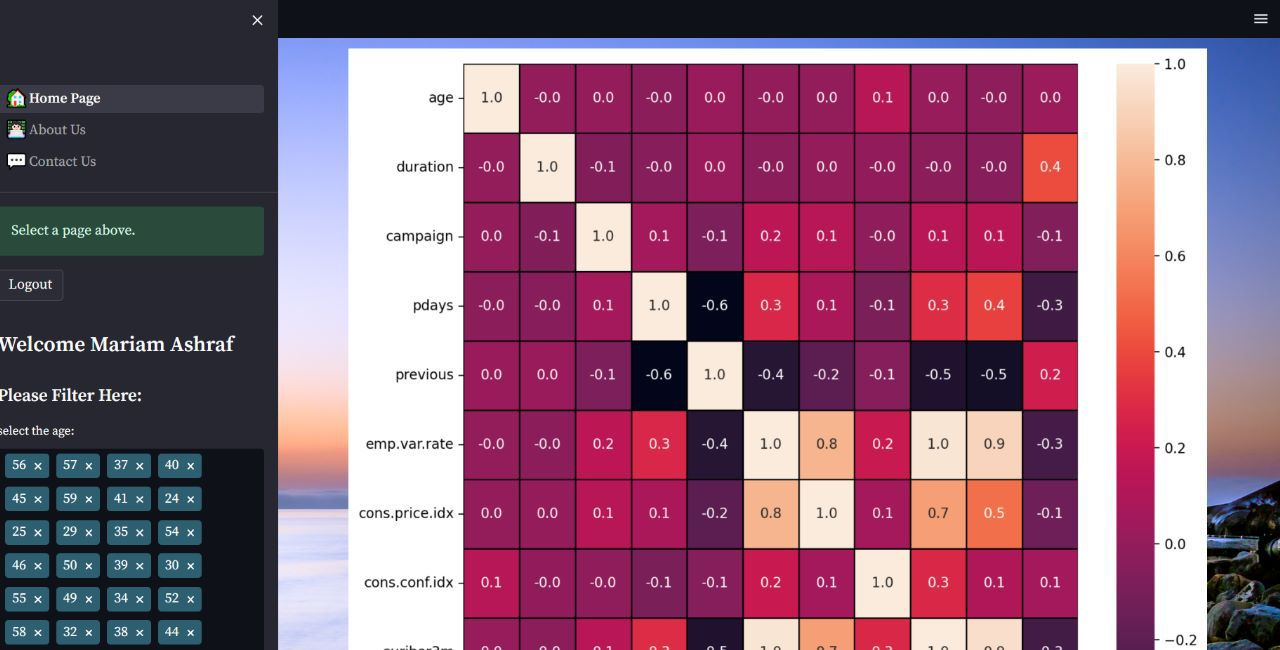 ×
Home Page
About Us
Contact Us
Select a page above.
Logout
Welcome Mariam Ashraf
Please Filter Here:
select the age:
56 × 57 × 37 × 40 ×
45 × 59 × 41 × 24 ×
25 × 29 × 35 × 54 ×
46 × 50 × 39 × 30 ×
55 × 49 × 34 × 52 ×
58 × 32 × 38 × 44 ×
age 1.0 -0.0 0.0 -0.0 0.0 -0.0 0.0 0.1 0.0 -0.0 0.0
duration -0.0 1.0 -0.1 -0.0 0.0 -0.0 0.0 -0.0 -0.0 -0.0 0.4
campaign 0.0 -0.1 1.0 0.1 -0.1 0.2 0.1 -0.0 0.1 0.1 -0.1
pdays -0.0 -0.0 0.1 1.0 -0.6 0.3 0.1 -0.1 0.3 0.4 -0.3
previous 0.0 0.0 -0.1 -0.6 1.0 -0.4 -0.2 -0.1 -0.5 -0.5 0.2
emp.var.rate -0.0 -0.0 0.2 0.3 -0.4 1.0 0.8 0.2 1.0 0.9 -0.3
cons.price.idx 0.0 0.0 0.1 0.1 -0.2 0.8 1.0 0.1 0.7 0.5 -0.1
cons.conf.idx 0.1 -0.0 -0.0 -0.1 -0.1 0.2 0.1 1.0 0.3 0.1 0.1
1.0
0.8
0.6
0.4
0.2
0.0
−0.2